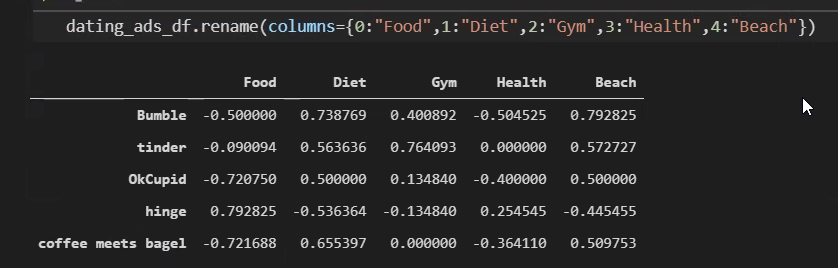 dating_ads_df.rename(columns={0:"Food",1:"Diet",2:"Gym",3:"Health",4:"Beach"})
Food Diet Gym Health Beach
Bumble -0.500000 0.738769 0.400892 -0.504525 0.792825
tinder -0.090094 0.563636 0.764093 0.000000 0.572727
OkCupid -0.720750 0.500000 0.134840 -0.400000 0.500000
hinge 0.792825 -0.536364 -0.134840 0.254545 -0.445455
coffee meets bagel -0.721688 0.655397 0.000000 -0.364110 0.509753